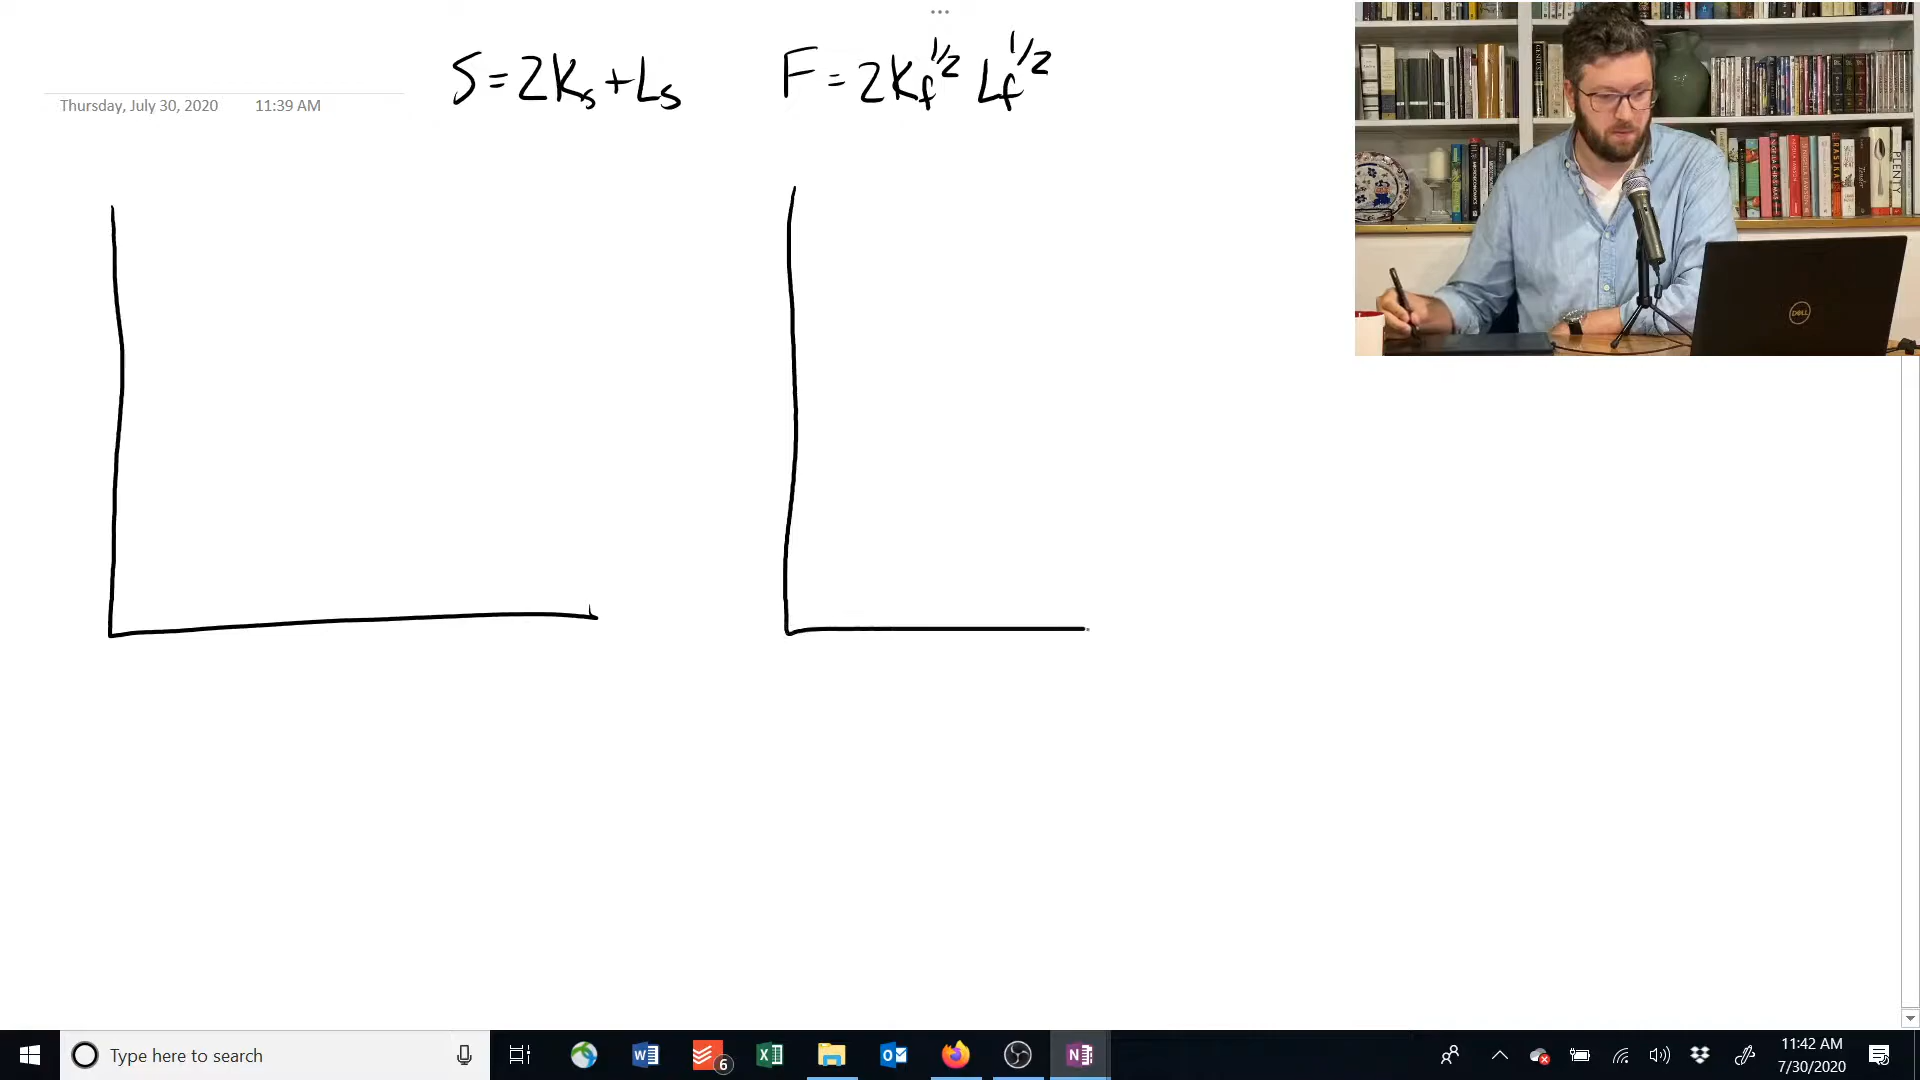 S = 2Ks + Ls
F = 2Kf^1/2 Lf^1/2
Thursday, July 30, 2020 11:39 AM
PLENTY
DELL
Type here to search
6
11:42 AM
7/30/2020